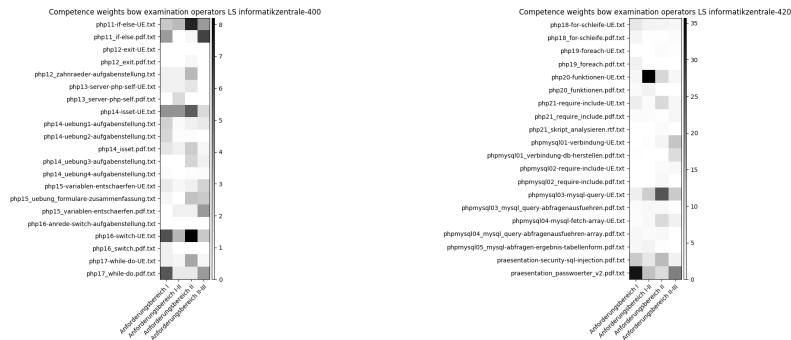 Competence weights bow examination operators LS informatikzentrale-400
php11-if-else-UE.txt
php11_if-else.pdf.txt
php12-exit-UE.txt
php12_exit.pdf.txt
php12_zahnraeder-aufgabenstellung.txt
php13-server-php-self-UE.txt
php13_server-php-self.pdf.txt
php14-isset-UE.txt
php14-uebung1-aufgabenstellung.txt
php14-uebung2-aufgabenstellung.txt
php14_isset.pdf.txt
php14_uebung3-aufgabenstellung.txt
php14_uebung4-aufgabenstellung.txt
php15-variablen-entschaerfen-UE.txt
php15_uebung_formulare-zusammenfassung.txt
php15_variablen-entschaerfen.pdf.txt
php16-anrede-switch-aufgabenstellung.txt
php16-switch-UE.txt
php16_switch.pdf.txt
php17-while-do-UE.txt
php17_while-do.pdf.txt
Anforderungsbereich I
Anforderungsbereich I-II
Anforderungsbereich II
Anforderungsbereich II-III
8
7
6
5
4
3
2
1
0
Competence weights bow examination operators LS informatikzentrale-420
php18-for-schleife-UE.txt
php18_for-schleife.pdf.txt
php19-foreach-UE.txt
php19_foreach.pdf.txt
php20-funktionen-UE.txt
php20_funktionen.pdf.txt
php21-require-include-UE.txt
php21_require_include.pdf.txt
php21_skript_analysieren.rtf.txt
phpmysql01-verbindung-UE.txt
phpmysql01_verbindung-db-herstellen.pdf.txt
phpmysql02-require-include-UE.txt
phpmysql02_require-include.pdf.txt
phpmysql03-mysql-query-UE.txt
phpmysql03_mysql_query-abfragenausfuehren.pdf.txt
phpmysql04-mysql-fetch-array-UE.txt
phpmysql04_mysql_query-abfragenausfuehren-array.pdf.txt
phpmysql05_mysql-abfragen-ergebnis-tabellenform.pdf.txt
praesentation-security-sql-injection.pdf.txt
praesentation_passwoerter_v2.pdf.txt
Anforderungsbereich I
Anforderungsbereich I-II
Anforderungsbereich II
Anforderungsbereich II-III
35
30
25
20
15
10
5
0